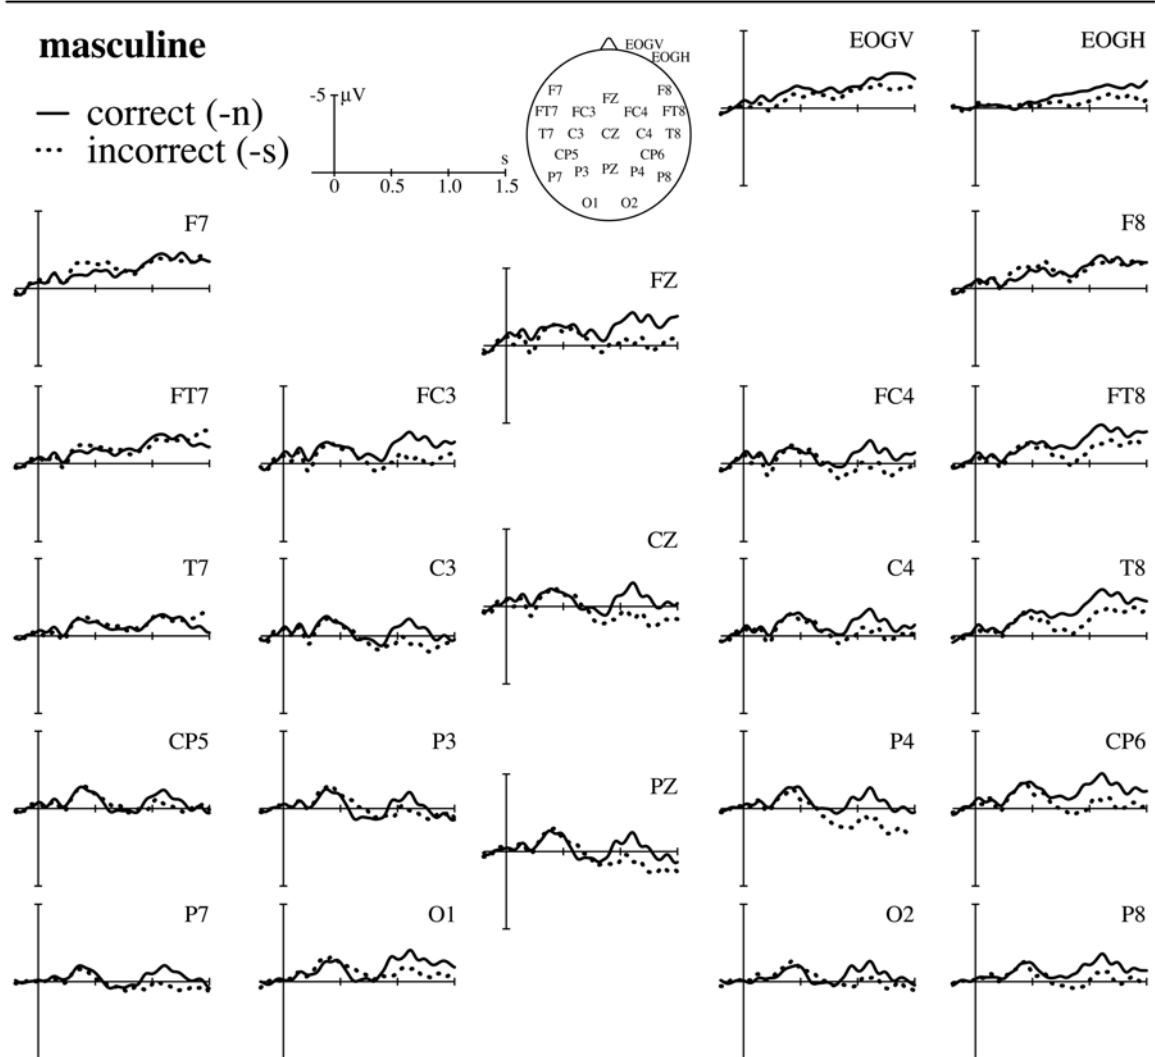 masculine
correct (-n)
incorrect (-s)
-5 μV
s
0 0.5 1.0 1.5
EOGV
EOGH
F7 F8
FZ
FT7 FC3 FC4 FT8
T7 C3 CZ C4 T8
CP5 CP6
P7 P3 PZ P4 P8
O1 O2
EOGV EOGH
F7 F8
FZ
FT7 FC3 FC4 FT8
CZ
T7 C3 C4 T8
CP5 P3 P4 CP6
PZ
P7 O1 O2 P8